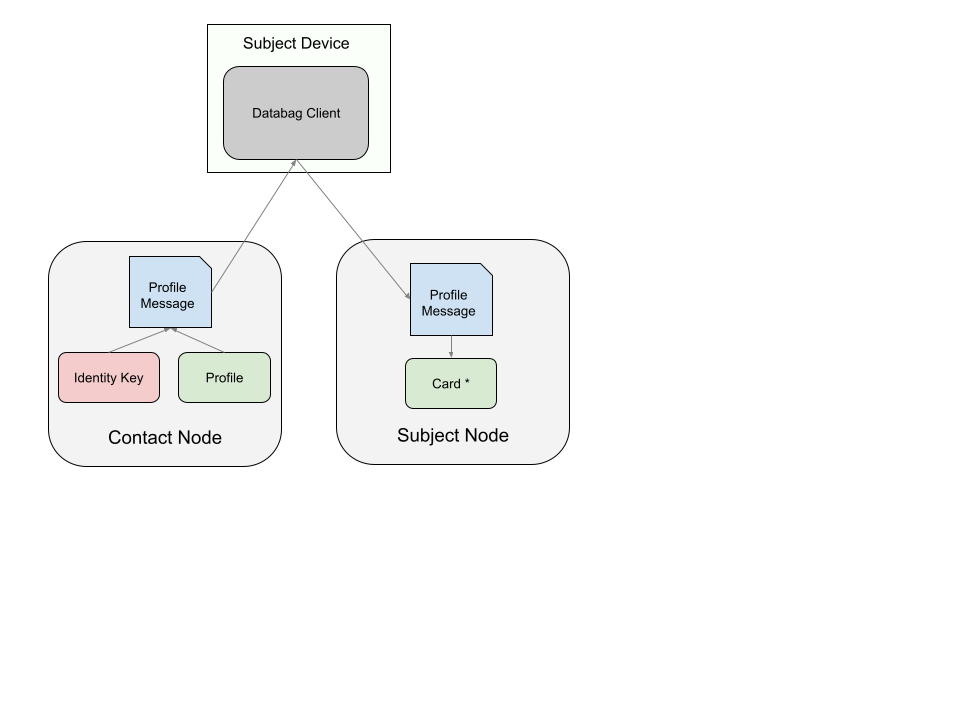 Subject Device
Databag Client
Profile
Message
Identity Key
Profile
Contact Node
Profile
Message
Card *
Subject Node